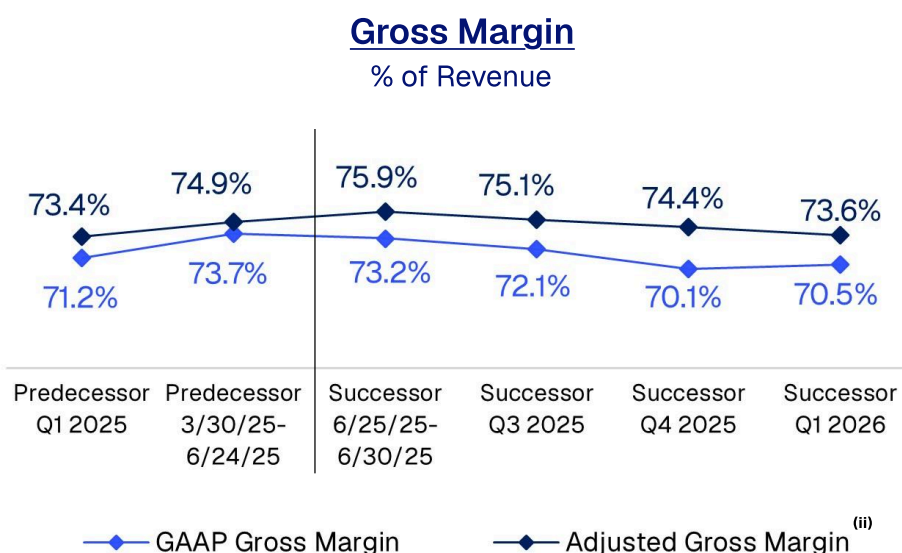 Gross Margin
% of Revenue
73.4% 74.9% 75.9% 75.1% 74.4% 73.6%
71.2% 73.7% 73.2% 72.1% 70.1% 70.5%
Predecessor Predecessor Successor Successor Successor Successor
Q1 2025 3/30/25- 6/25/25- Q3 2025 Q4 2025 Q1 2026
6/24/25 6/30/25
GAAP Gross Margin Adjusted Gross Margin (ii)